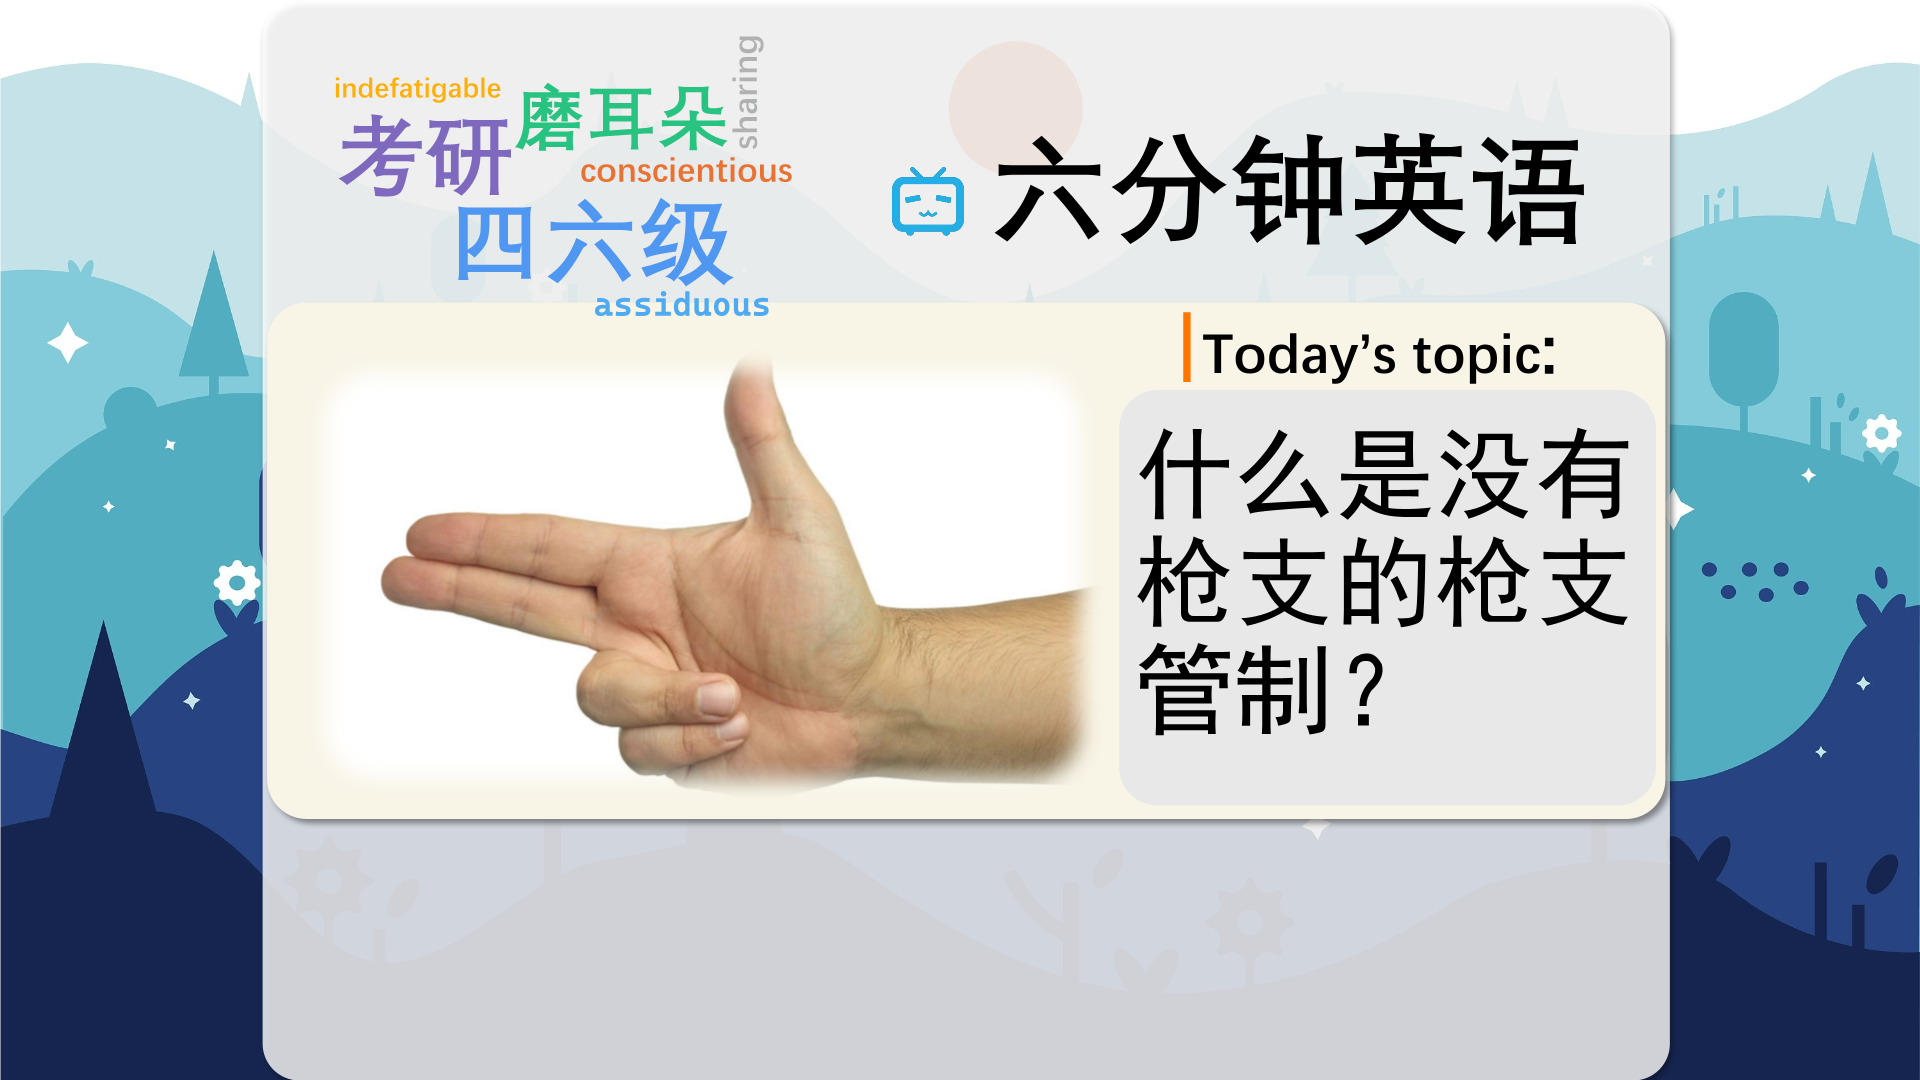 indefatigable
考研
磨耳朵
sharing
conscientious
四六级
assiduous
六分钟英语
Today’s topic:
什么是没有
枪支的枪支
管制?